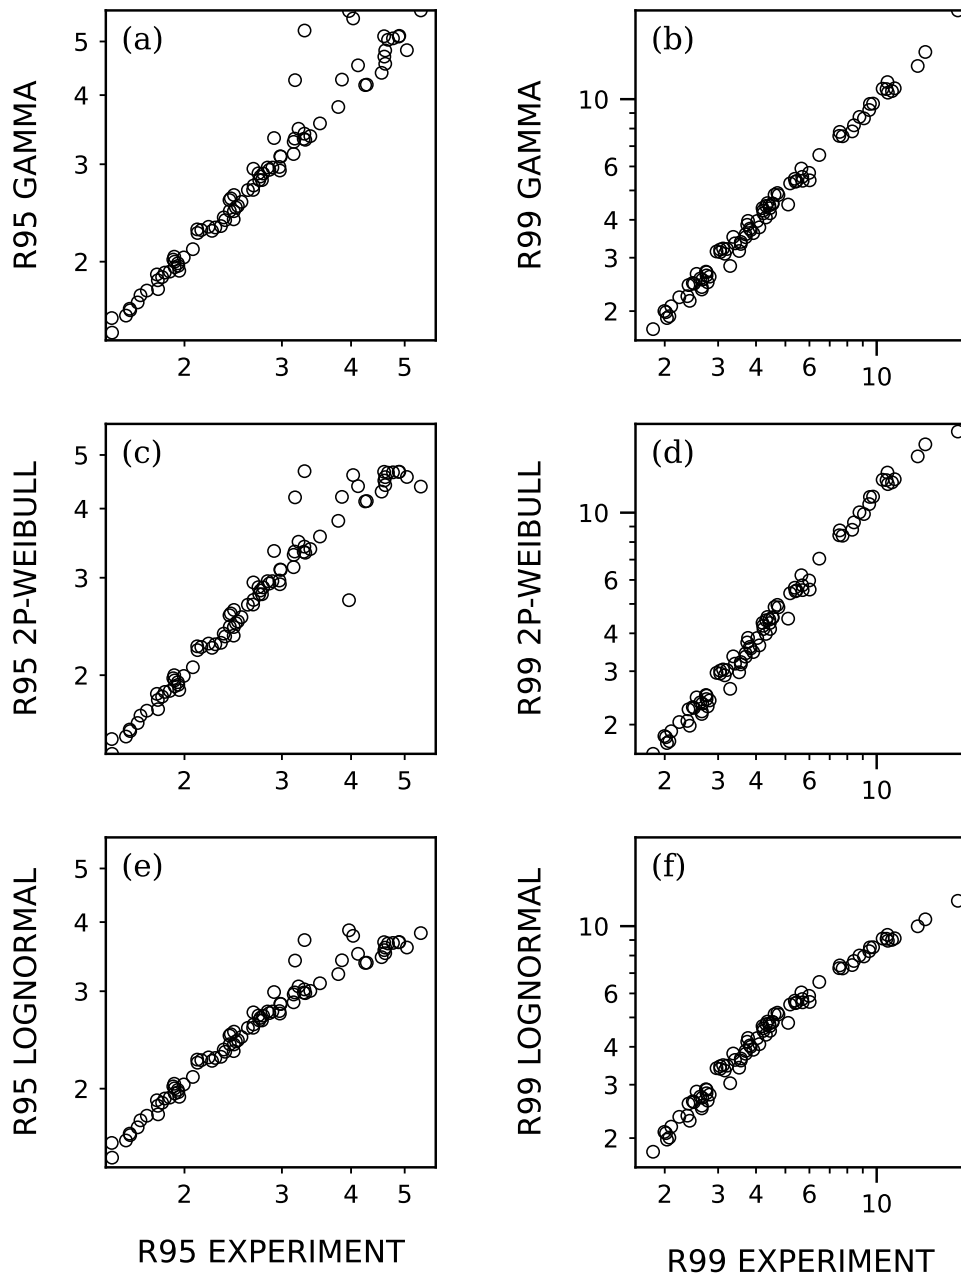 (a)
R95 GAMMA
5
4
3
2
2 3 4 5
(b)
R99 GAMMA
10
6
4
3
2
2 3 4 6 10
(c)
R95 2P-WEIBULL
5
4
3
2
2 3 4 5
(d)
R99 2P-WEIBULL
10
6
4
3
2
2 3 4 6 10
(e)
R95 LOGNORMAL
5
4
3
2
2 3 4 5
R95 EXPERIMENT
(f)
R99 LOGNORMAL
10
6
4
3
2
2 3 4 6 10
R99 EXPERIMENT